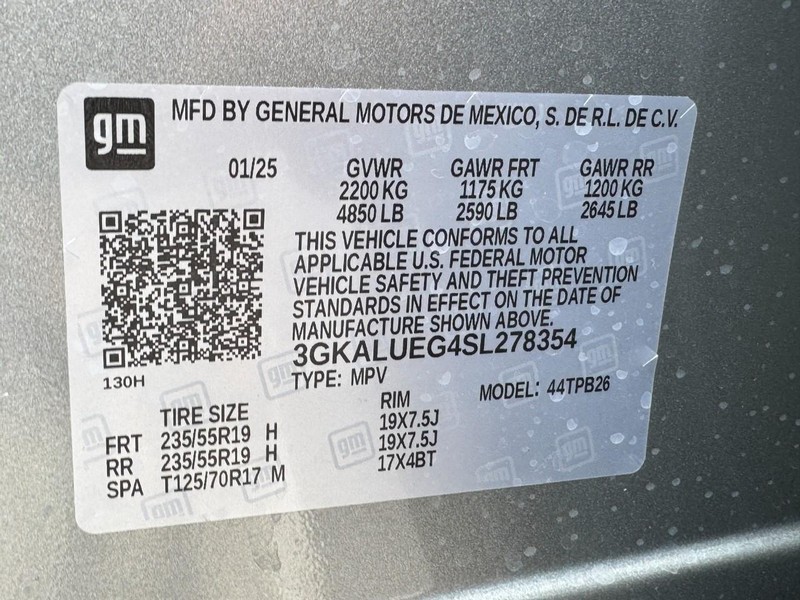 gm
MFD BY GENERAL MOTORS DE MEXICO, S. DE R.L. DE C.V.
01/25 GVWR GAWR FRT GAWR RR
2200 KG 1175 KG 1200 KG
4850 LB 2590 LB 2645 LB
THIS VEHICLE CONFORMS TO ALL
APPLICABLE U.S. FEDERAL MOTOR
VEHICLE SAFETY AND THEFT PREVENTION
STANDARDS IN EFFECT ON THE DATE OF
MANUFACTURE SHOWN ABOVE.
3GKALUEG4SL278354
130H
TYPE: MPV MODEL: 44TPB26
TIRE SIZE RIM
FRT 235/55R19 H 19X7.5J
RR 235/55R19 H 19X7.5J
SPA T125/70R17 M 17X4BT